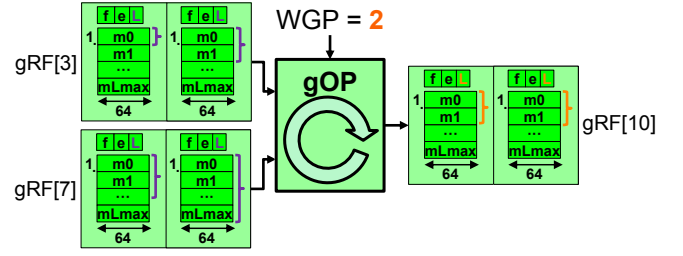 WGP = 2
f e L
1. m0
m1
...
mLmax
64
f e L
1. m0
m1
...
mLmax
64
gRF[3]
gOP
f e L
1. m0
m1
...
mLmax
64
f e L
1. m0
m1
...
mLmax
64
gRF[10]
f e L
1. m0
m1
...
mLmax
64
f e L
1. m0
m1
...
mLmax
64
gRF[7]